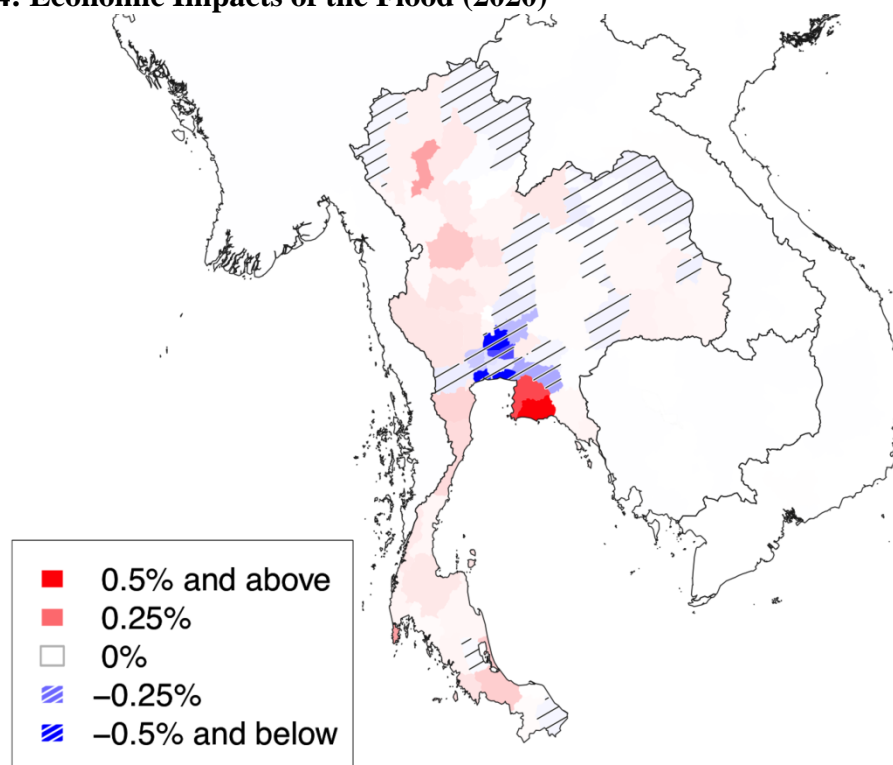 4: Economic Impacts of the Flood (2020)
0.5% and above
0.25%
0%
−0.25%
−0.5% and below